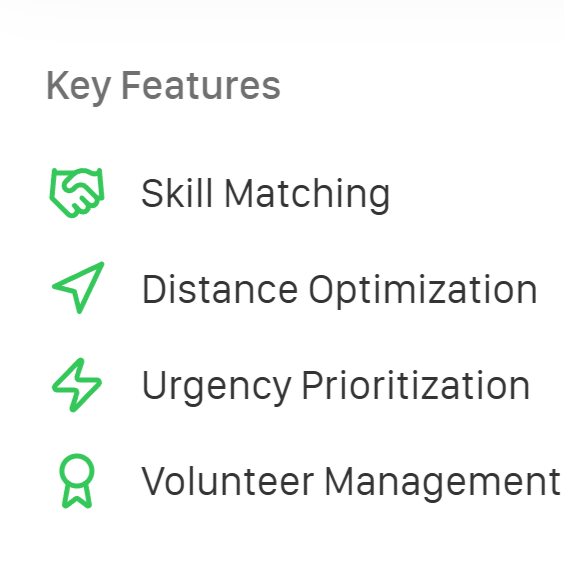 Key Features
Skill Matching
Distance Optimization
Urgency Prioritization
Volunteer Management